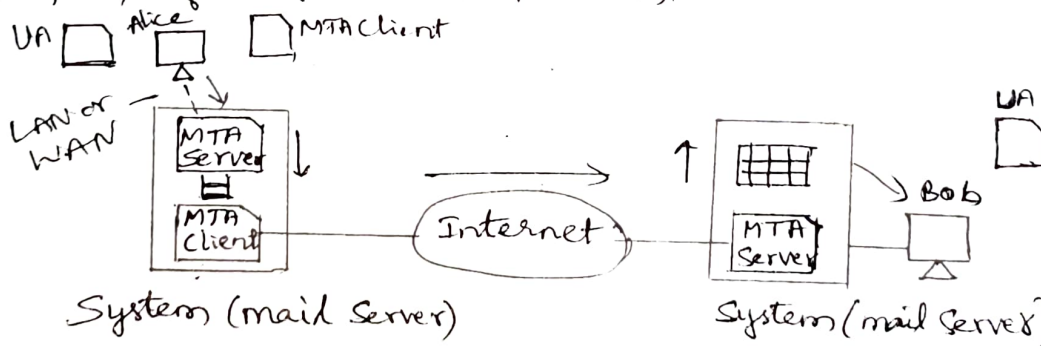 UA
Alice
MTA Client
LAN or
WAN
MTA
Server
MTA
Client
Internet
UA
Bob
MTA
Server
System (mail Server)
System (mail Server)